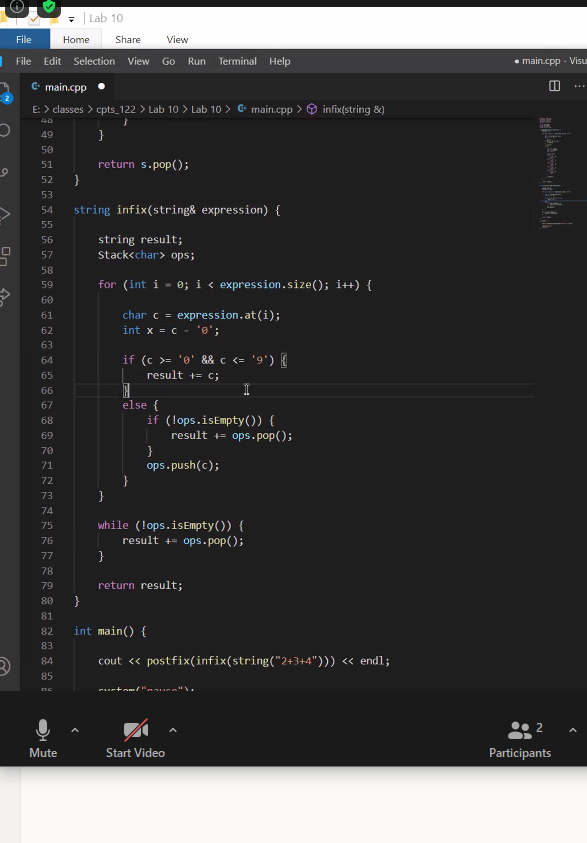 Lab 10
File Home Share View
File Edit Selection View Go Run Terminal Help ● main.cpp - Visu
main.cpp ●
E: > classes > cpts_122 > Lab 10 > Lab 10 > main.cpp > infix(string &)
2
48 }
49 }
50
51 return s.pop();
52 }
53
54 string infix(string& expression) {
55
56 string result;
57 Stack<char> ops;
58
59 for (int i = 0; i < expression.size(); i++) {
60
61 char c = expression.at(i);
62 int x = c - '0';
63
64 if (c >= '0' && c <= '9') {
65 result += c;
66 }
67 else {
68 if (!ops.isEmpty()) {
69 result += ops.pop();
70 }
71 ops.push(c);
72 }
73 }
74
75 while (!ops.isEmpty()) {
76 result += ops.pop();
77 }
78
79 return result;
80 }
81
82 int main() {
83
84 cout << postfix(infix(string("2+3+4"))) << endl;
85
86 system("pause");
2
Mute Start Video Participants